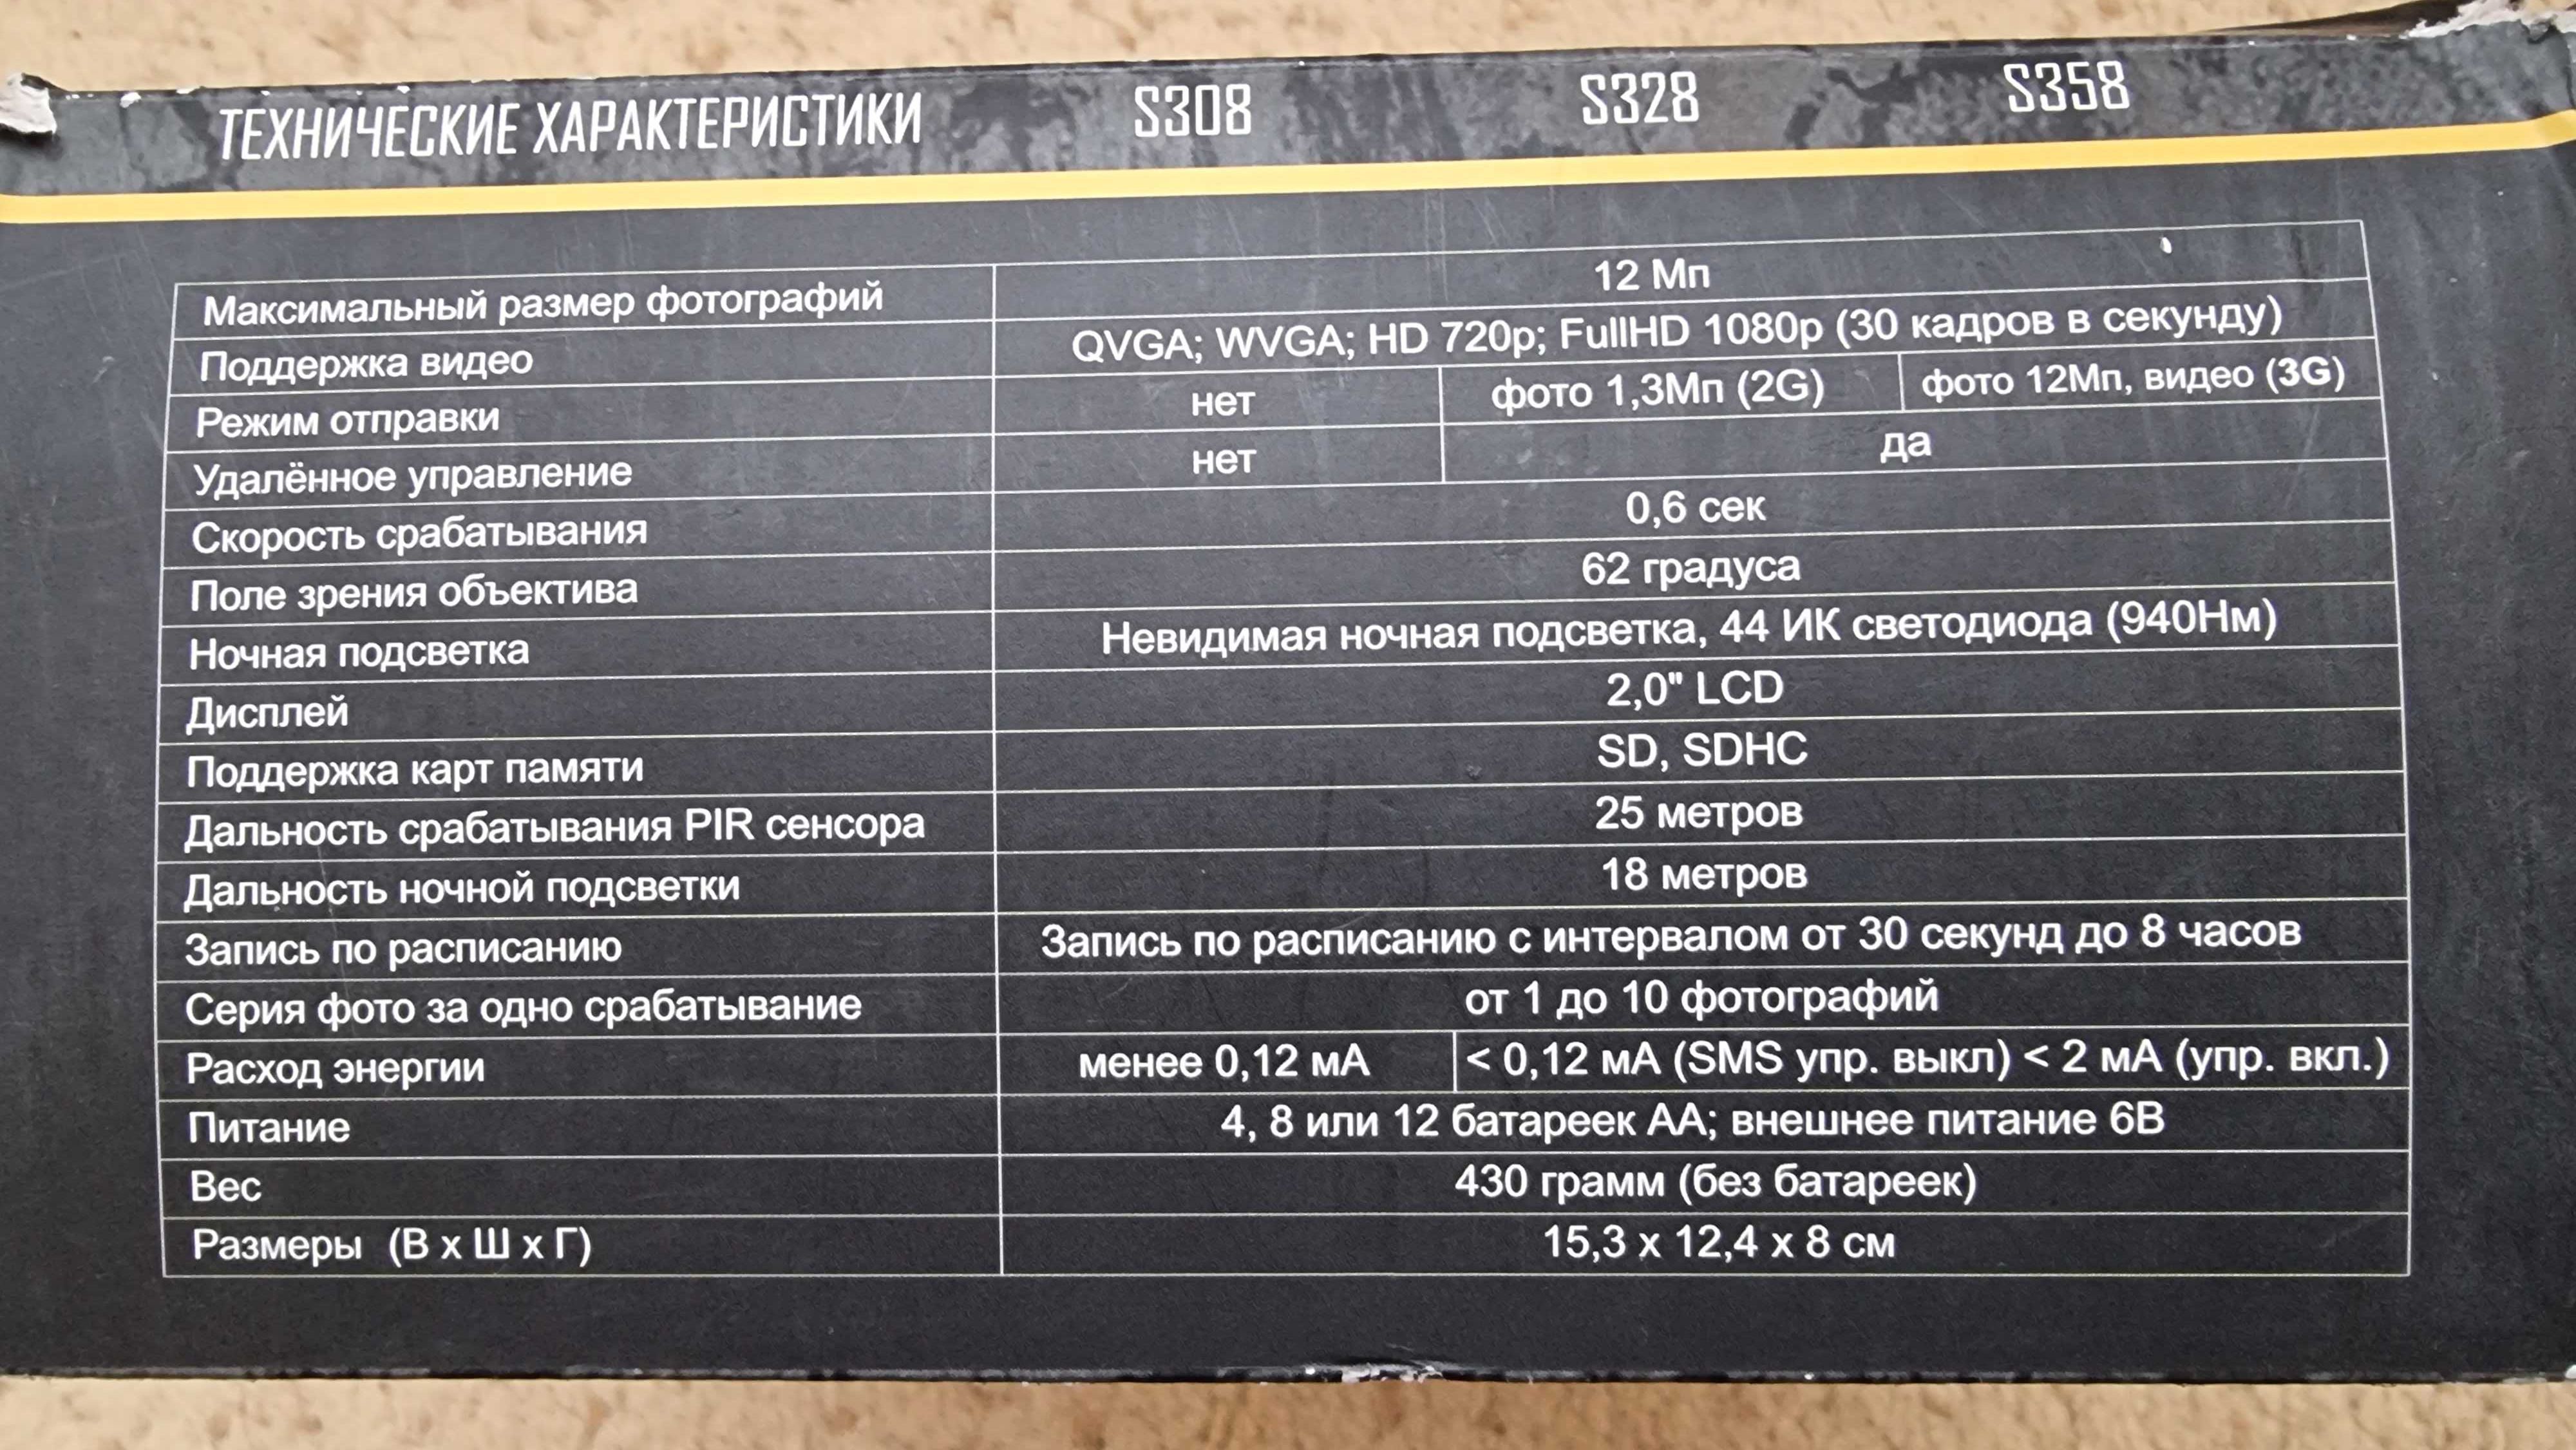 ТЕХНИЧЕСКИЕ ХАРАКТЕРИСТИКИ S308 S328 S358
Максимальный размер фотографий 12 Мп
Поддержка видео QVGA; WVGA; HD 720p; FullHD 1080p (30 кадров в секунду)
Режим отправки нет фото 1,3Мп (2G) фото 12Мп, видео (3G)
Удалённое управление нет да
Скорость срабатывания 0,6 сек
Поле зрения объектива 62 градуса
Ночная подсветка Невидимая ночная подсветка, 44 ИК светодиода (940Нм)
Дисплей 2,0" LCD
Поддержка карт памяти SD, SDHC
Дальность срабатывания PIR сенсора 25 метров
Дальность ночной подсветки 18 метров
Запись по расписанию Запись по расписанию с интервалом от 30 секунд до 8 часов
Серия фото за одно срабатывание от 1 до 10 фотографий
Расход энергии менее 0,12 мА < 0,12 мА (SMS упр. выкл) < 2 мА (упр. вкл.)
Питание 4, 8 или 12 батареек АА; внешнее питание 6В
Вес 430 грамм (без батареек)
Размеры (В х Ш х Г) 15,3 х 12,4 х 8 см